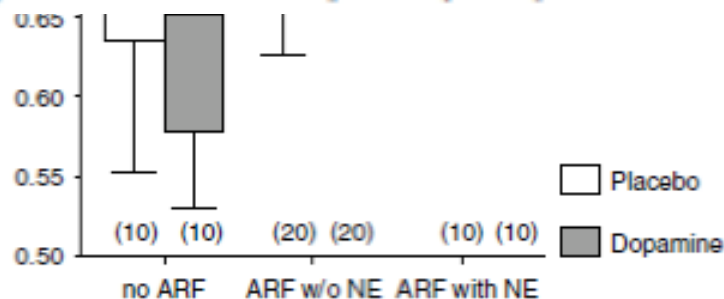 0.65
0.60
0.55
Placebo
(10) (10) (20) (20) (10) (10)
Dopamine
0.50
no ARF ARF w/o NE ARF with NE